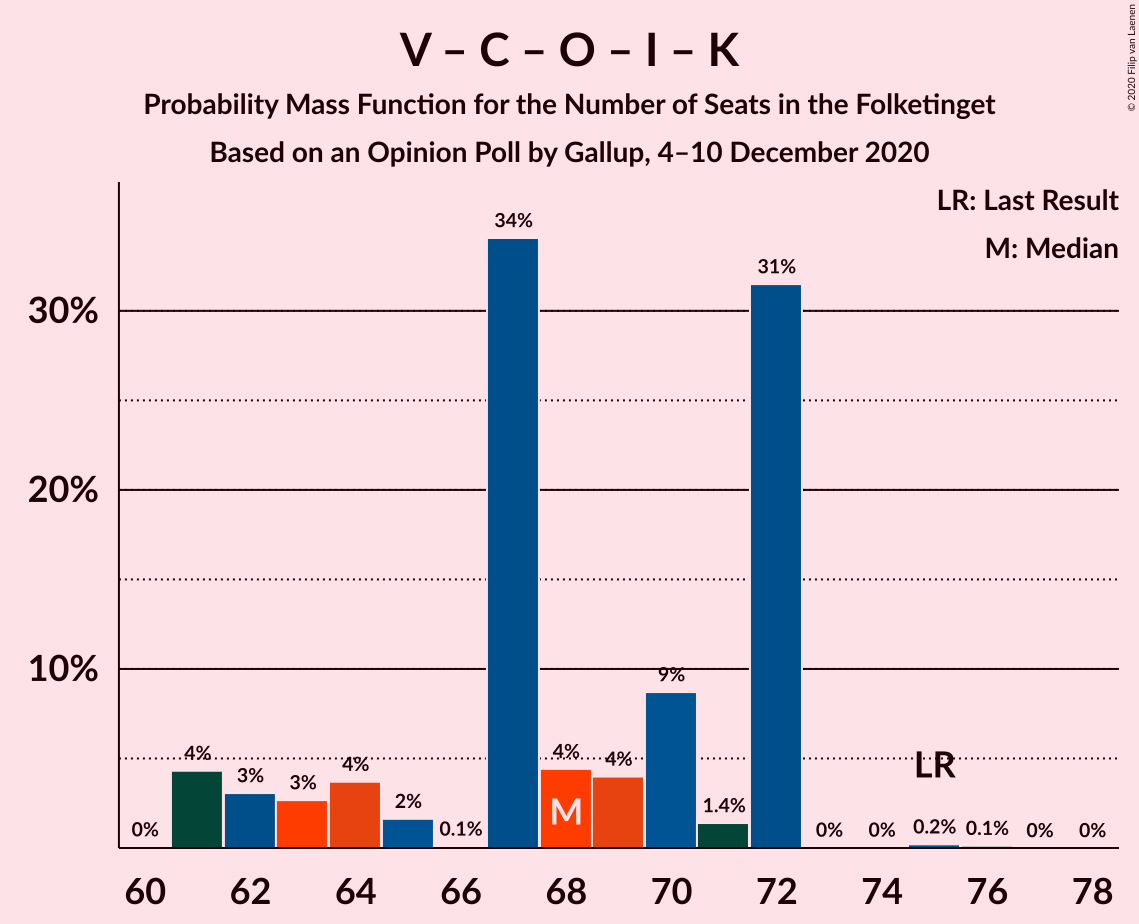 V – C – O – I – K
Probability Mass Function for the Number of Seats in the Folketinget
Based on an Opinion Poll by Gallup, 4–10 December 2020
© 2020 Filip van Laenen
LR: Last Result
M: Median
30%
20%
10%
0%
4%
3%
3%
4%
2%
0.1%
34%
4%
4%
9%
1.4%
31%
0%
0%
0.2%
0.1%
0%
0%
M
LR
60 62 64 66 68 70 72 74 76 78